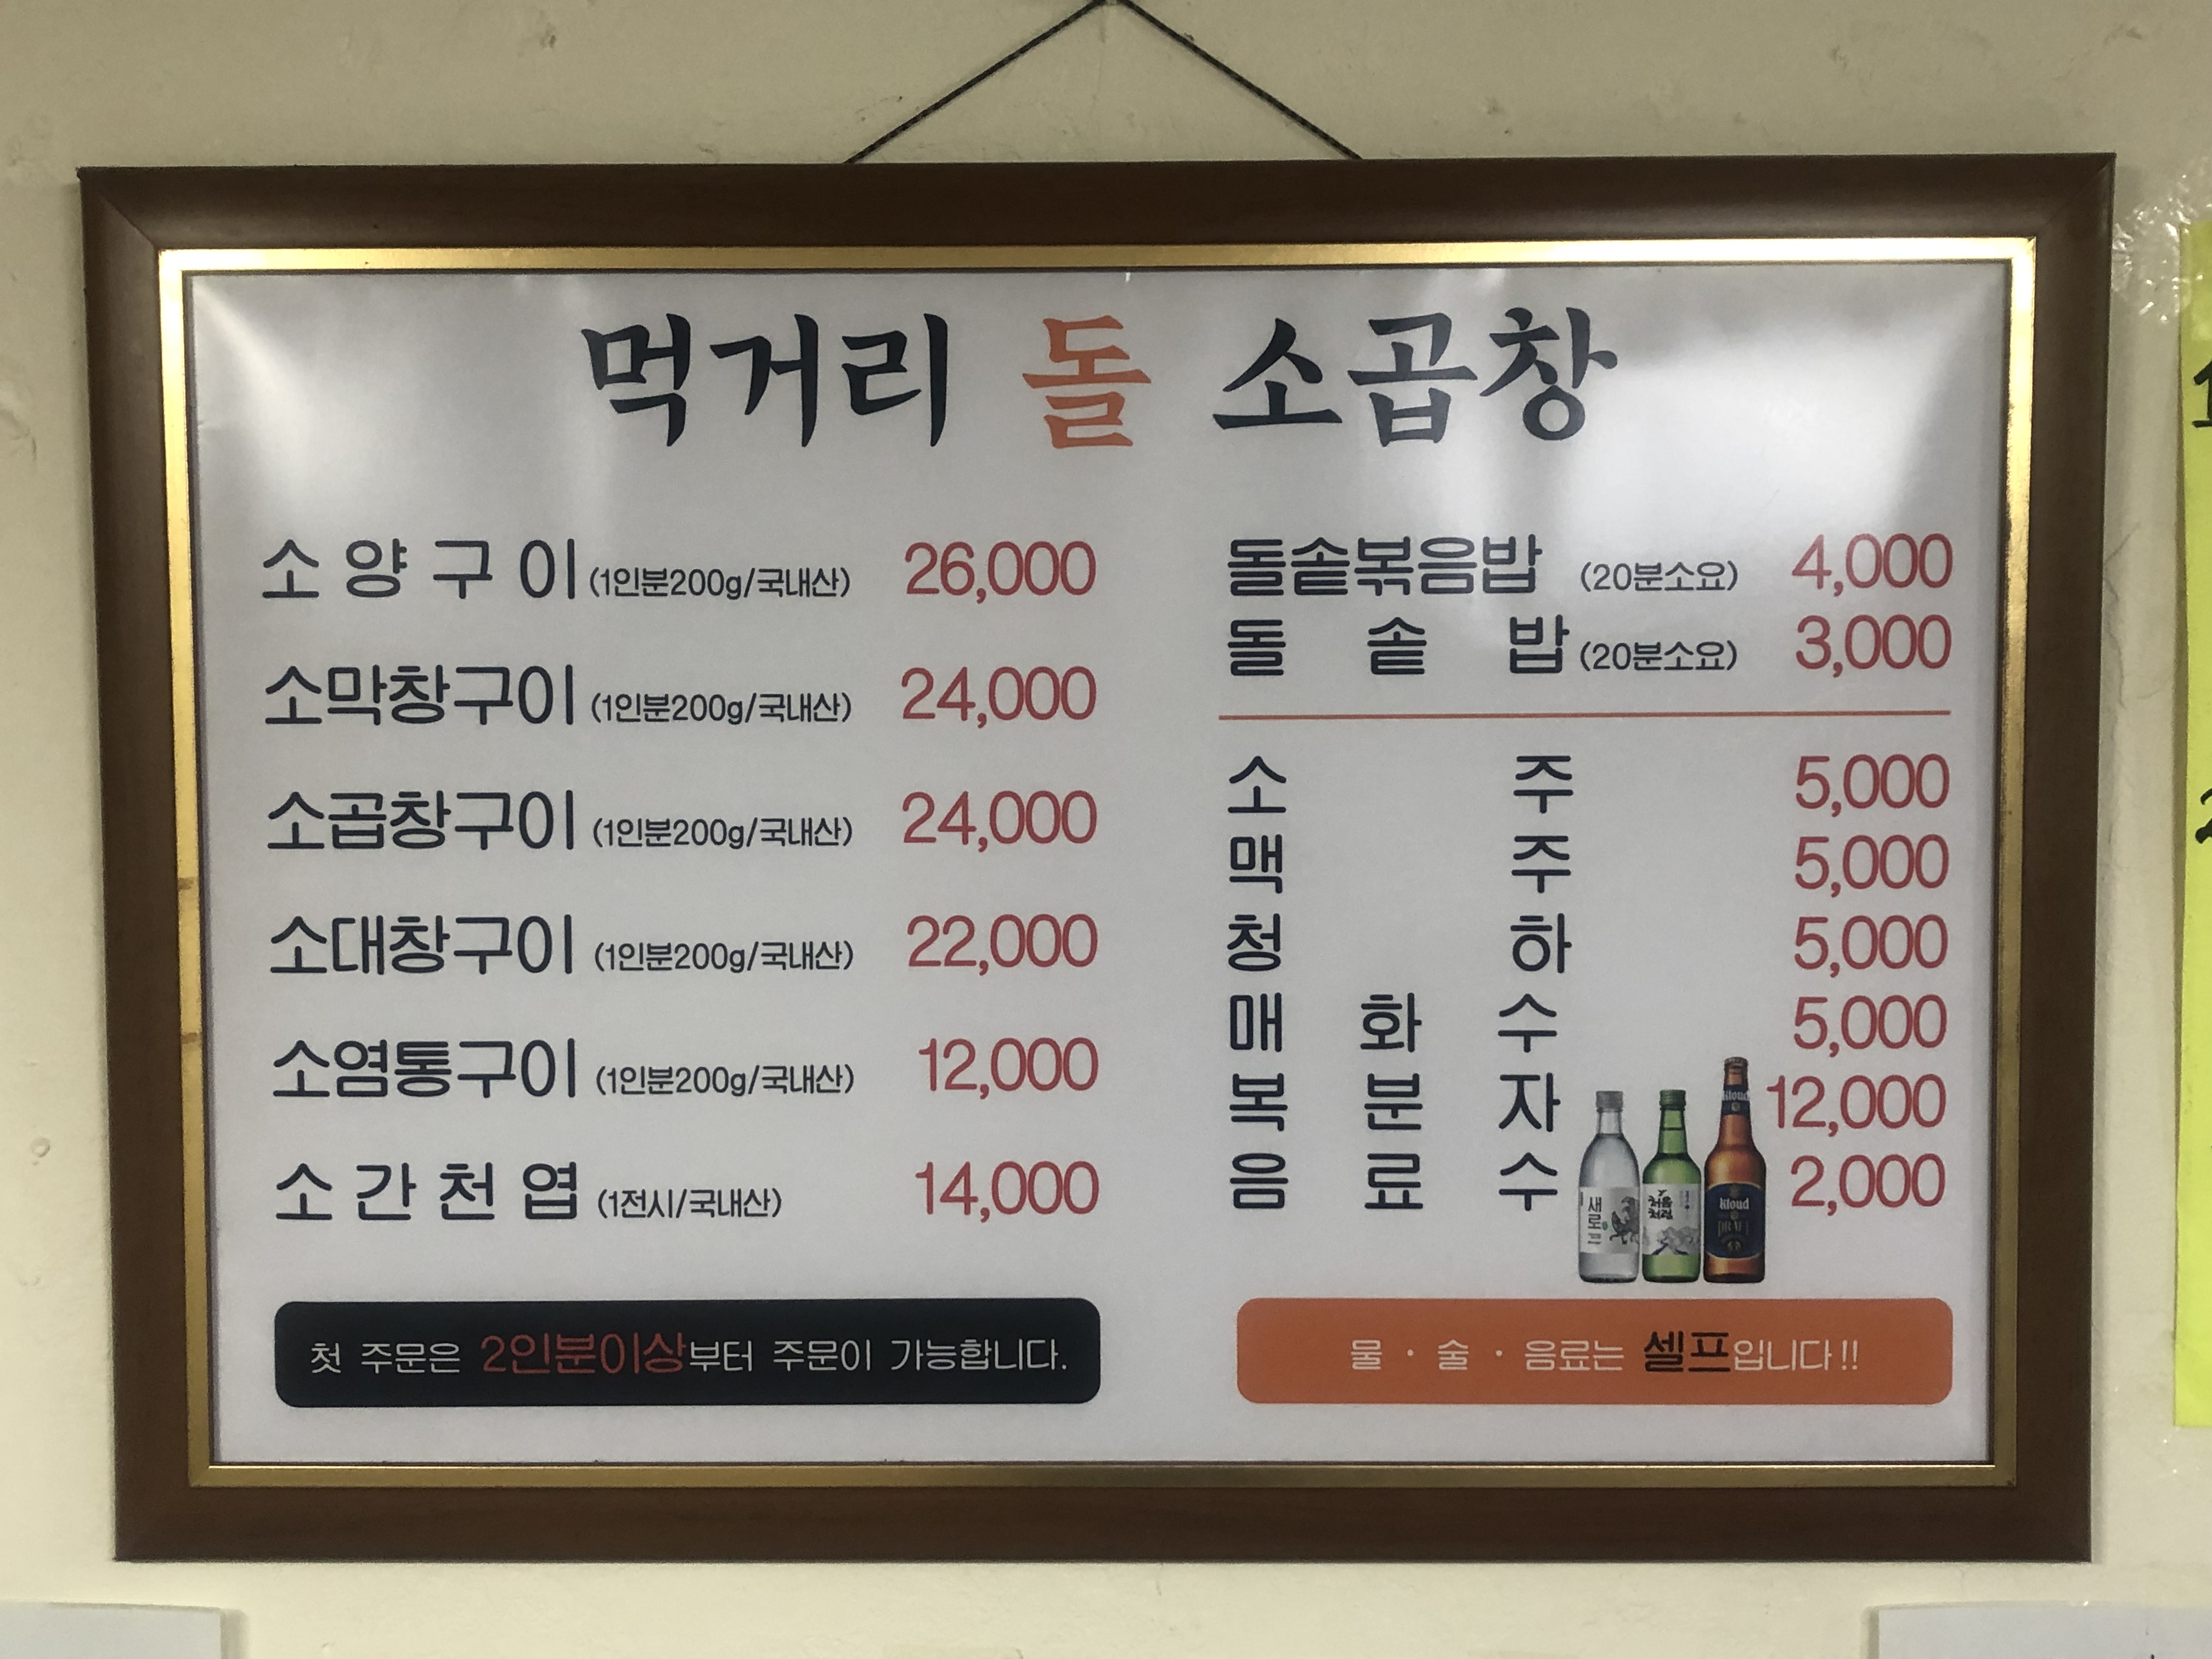 먹거리 돌 소곱창
소양구이 (1인분200g/국내산) 26,000
소막창구이 (1인분200g/국내산) 24,000
소곱창구이 (1인분200g/국내산) 24,000
소대창구이 (1인분200g/국내산) 22,000
소염통구이 (1인분200g/국내산) 12,000
소간천엽 (1전시/국내산) 14,000
첫 주문은 2인분이상부터 주문이 가능합니다.
돌솥볶음밥 (20분소요) 4,000
돌솥밥 (20분소요) 3,000
소주 5,000
맥주 5,000
청하 5,000
매화수 5,000
복분자 12,000
음료수 2,000
새로
처음
처럼
Kloud
Kloud
물 · 술 · 음료는 셀프입니다!!